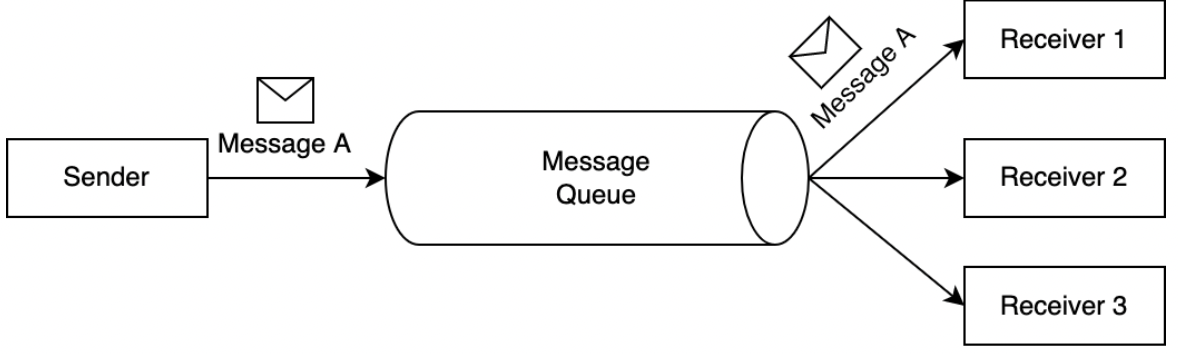 Sender
Message A
Message
Queue
Message A
Receiver 1
Receiver 2
Receiver 3